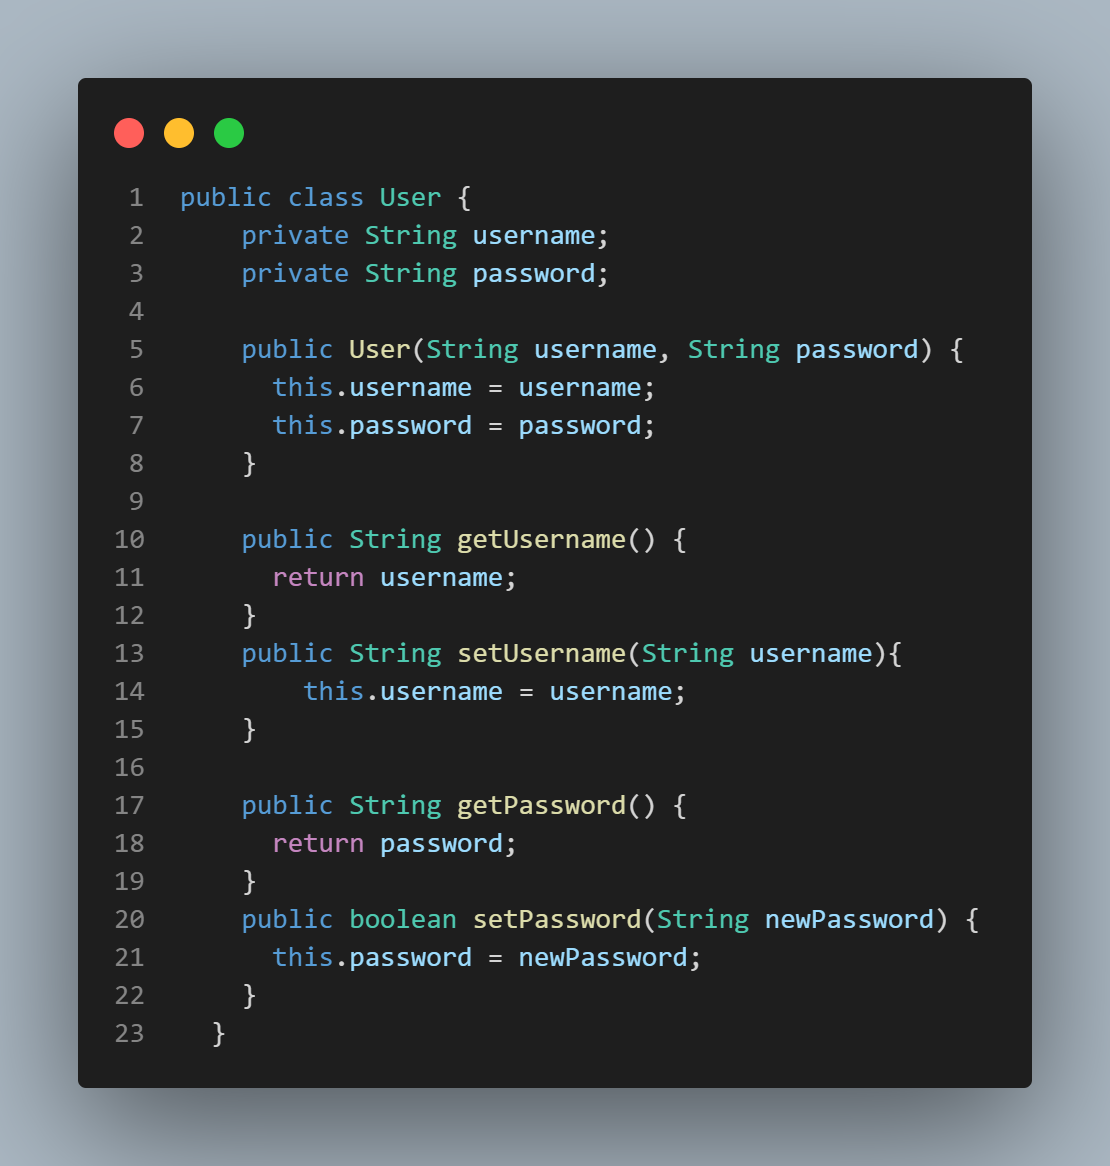 1 public class User {
2 private String username;
3 private String password;
4
5 public User(String username, String password) {
6 this.username = username;
7 this.password = password;
8 }
9
10 public String getUsername() {
11 return username;
12 }
13 public String setUsername(String username){
14 this.username = username;
15 }
16
17 public String getPassword() {
18 return password;
19 }
20 public boolean setPassword(String newPassword) {
21 this.password = newPassword;
22 }
23 }